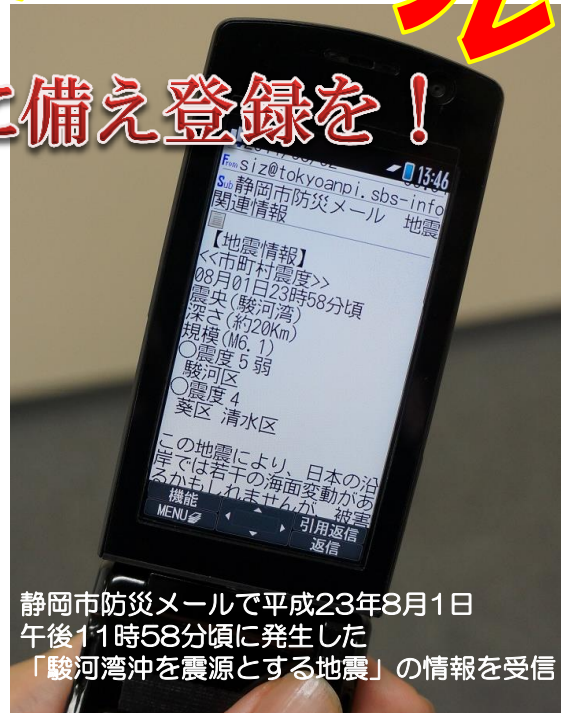 に備え登録を！
13:46
From siz@tokyoanpi.sbs-info
Sub 静岡市防災メール 地震
関連情報
【地震情報】
<<市町村震度>>
08月01日23時58分頃
震央(駿河湾)
深さ(約20Km)
規模(M6.1)
○震度５弱
駿河区
○震度４
葵区 清水区
この地震により、日本の沿
岸では若干の海面変動があ
るかもしれませんが、被害
機能
MENU
引用返信
返信
静岡市防災メールで平成23年8月1日
午後11時58分頃に発生した
「駿河湾沖を震源とする地震」の情報を受信